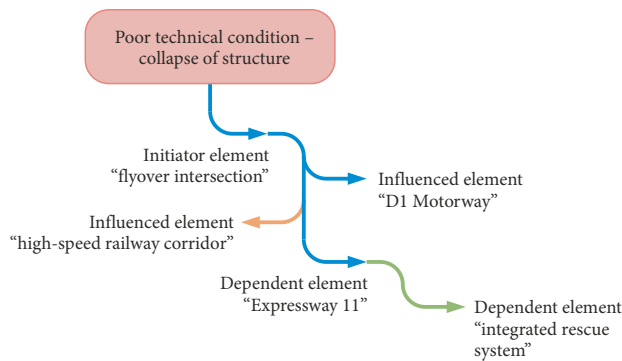 Poor technical condition –
collapse of structure
Initiator element
“flyover intersection”
Influenced element
“D1 Motorway”
Influenced element
“high-speed railway corridor”
Dependent element
“Expressway 11”
Dependent element
“integrated rescue
system”